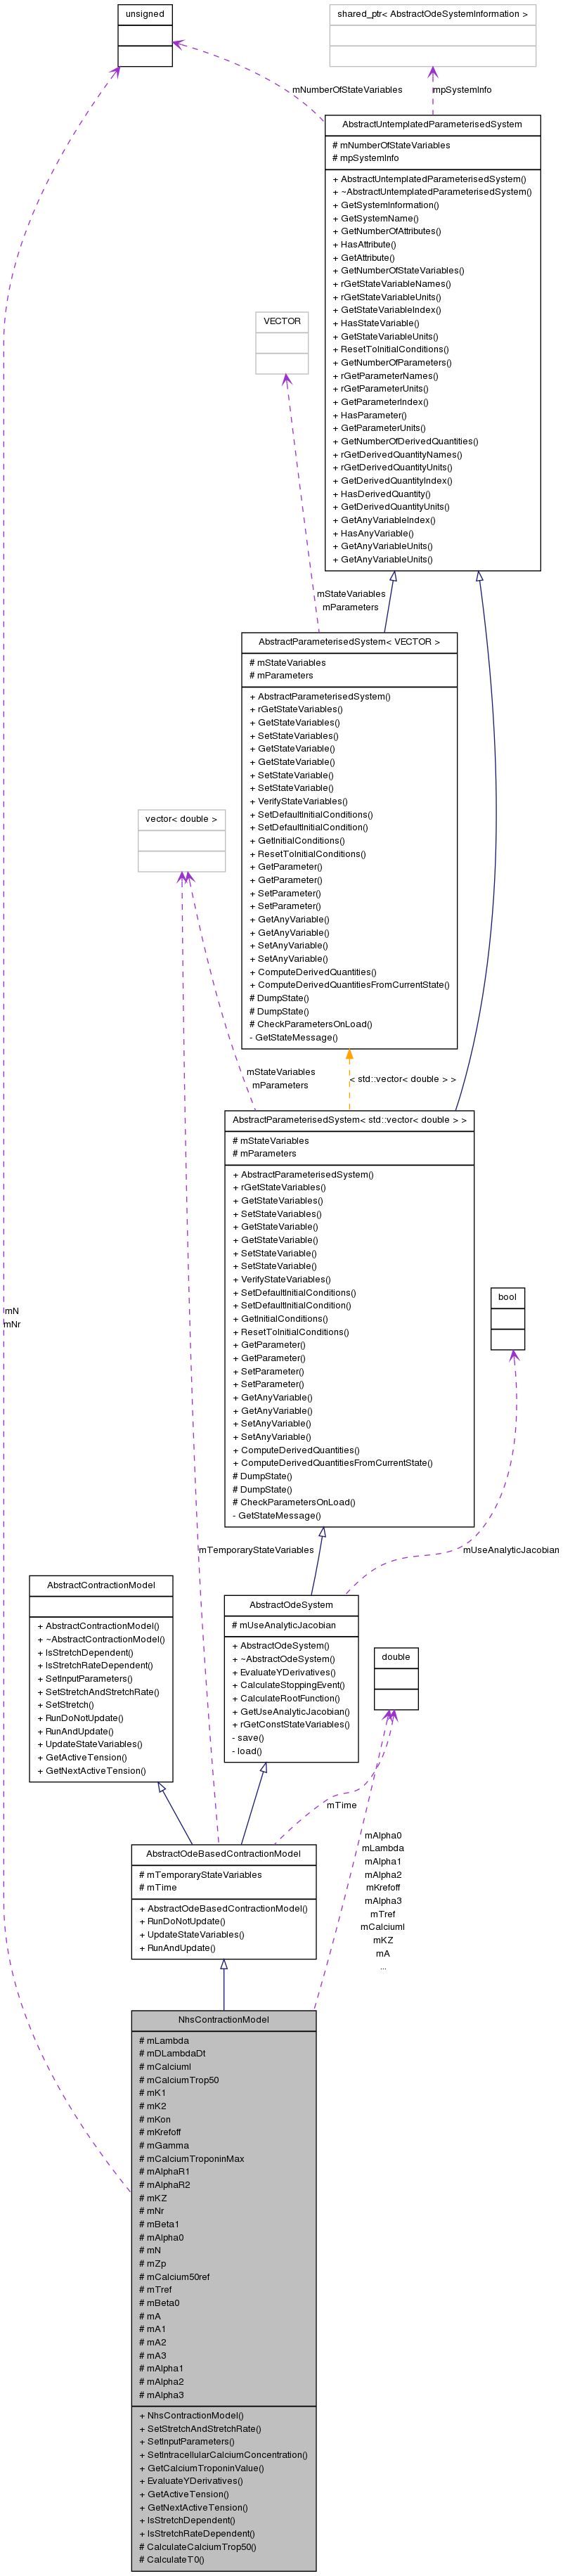 unsigned
shared_ptr< AbstractOdeSystemInformation >
mNumberOfStateVariables
mpSystemInfo
AbstractUntemplatedParameterisedSystem
# mNumberOfStateVariables
# mpSystemInfo
+ AbstractUntemplatedParameterisedSystem()
+ ~AbstractUntemplatedParameterisedSystem()
+ GetSystemInformation()
+ GetSystemName()
+ GetNumberOfAttributes()
+ HasAttribute()
+ GetAttribute()
+ GetNumberOfStateVariables()
+ rGetStateVariableNames()
+ rGetStateVariableUnits()
+ GetStateVariableIndex()
+ HasStateVariable()
+ GetStateVariableUnits()
+ ResetToInitialConditions()
+ GetNumberOfParameters()
+ rGetParameterNames()
+ rGetParameterUnits()
+ GetParameterIndex()
+ HasParameter()
+ GetParameterUnits()
+ GetNumberOfDerivedQuantities()
+ rGetDerivedQuantityNames()
+ rGetDerivedQuantityUnits()
+ GetDerivedQuantityIndex()
+ HasDerivedQuantity()
+ GetDerivedQuantityUnits()
+ GetAnyVariableIndex()
+ HasAnyVariable()
+ GetAnyVariableUnits()
+ GetAnyVariableUnits()
VECTOR
mStateVariables
mParameters
AbstractParameterisedSystem< VECTOR >
# mStateVariables
# mParameters
+ AbstractParameterisedSystem()
+ rGetStateVariables()
+ GetStateVariables()
+ SetStateVariables()
+ GetStateVariable()
+ GetStateVariable()
+ SetStateVariable()
+ SetStateVariable()
+ VerifyStateVariables()
+ SetDefaultInitialConditions()
+ SetDefaultInitialCondition()
+ GetInitialConditions()
+ ResetToInitialConditions()
+ GetParameter()
+ GetParameter()
+ SetParameter()
+ SetParameter()
+ GetAnyVariable()
+ GetAnyVariable()
+ SetAnyVariable()
+ SetAnyVariable()
+ ComputeDerivedQuantities()
+ ComputeDerivedQuantitiesFromCurrentState()
# DumpState()
# DumpState()
# CheckParametersOnLoad()
- GetStateMessage()
vector< double >
mStateVariables
mParameters
< std::vector< double > >
AbstractParameterisedSystem< std::vector< double > >
# mStateVariables
# mParameters
+ AbstractParameterisedSystem()
+ rGetStateVariables()
+ GetStateVariables()
+ SetStateVariables()
+ GetStateVariable()
+ GetStateVariable()
+ SetStateVariable()
+ SetStateVariable()
+ VerifyStateVariables()
+ SetDefaultInitialConditions()
+ SetDefaultInitialCondition()
+ GetInitialConditions()
+ ResetToInitialConditions()
+ GetParameter()
+ GetParameter()
+ SetParameter()
+ SetParameter()
+ GetAnyVariable()
+ GetAnyVariable()
+ SetAnyVariable()
+ SetAnyVariable()
+ ComputeDerivedQuantities()
+ ComputeDerivedQuantitiesFromCurrentState()
# DumpState()
# DumpState()
# CheckParametersOnLoad()
- GetStateMessage()
bool
mN
mNr
mTemporaryStateVariables
mUseAnalyticJacobian
AbstractContractionModel
+ AbstractContractionModel()
+ ~AbstractContractionModel()
+ IsStretchDependent()
+ IsStretchRateDependent()
+ SetInputParameters()
+ SetStretchAndStretchRate()
+ SetStretch()
+ RunDoNotUpdate()
+ RunAndUpdate()
+ UpdateStateVariables()
+ GetActiveTension()
+ GetNextActiveTension()
AbstractOdeSystem
# mUseAnalyticJacobian
+ AbstractOdeSystem()
+ ~AbstractOdeSystem()
+ EvaluateYDerivatives()
+ CalculateStoppingEvent()
+ CalculateRootFunction()
+ GetUseAnalyticJacobian()
+ rGetConstStateVariables()
- save()
- load()
double
mTime
AbstractOdeBasedContractionModel
# mTemporaryStateVariables
# mTime
+ AbstractOdeBasedContractionModel()
+ RunDoNotUpdate()
+ UpdateStateVariables()
+ RunAndUpdate()
mAlpha0
mLambda
mAlpha1
mAlpha2
mKrefoff
mAlpha3
mTref
mCalciumI
mKZ
mA
...
NhsContractionModel
# mLambda
# mDLambdaDt
# mCalciumI
# mCalciumTrop50
# mK1
# mK2
# mKon
# mKrefoff
# mGamma
# mCalciumTroponinMax
# mAlphaR1
# mAlphaR2
# mKZ
# mNr
# mBeta1
# mAlpha0
# mN
# mZp
# mCalcium50ref
# mTref
# mBeta0
# mA
# mA1
# mA2
# mA3
# mAlpha1
# mAlpha2
# mAlpha3
+ NhsContractionModel()
+ SetStretchAndStretchRate()
+ SetInputParameters()
+ SetIntracellularCalciumConcentration()
+ GetCalciumTroponinValue()
+ EvaluateYDerivatives()
+ GetActiveTension()
+ GetNextActiveTension()
+ IsStretchDependent()
+ IsStretchRateDependent()
# CalculateCalciumTrop50()
# CalculateT0()